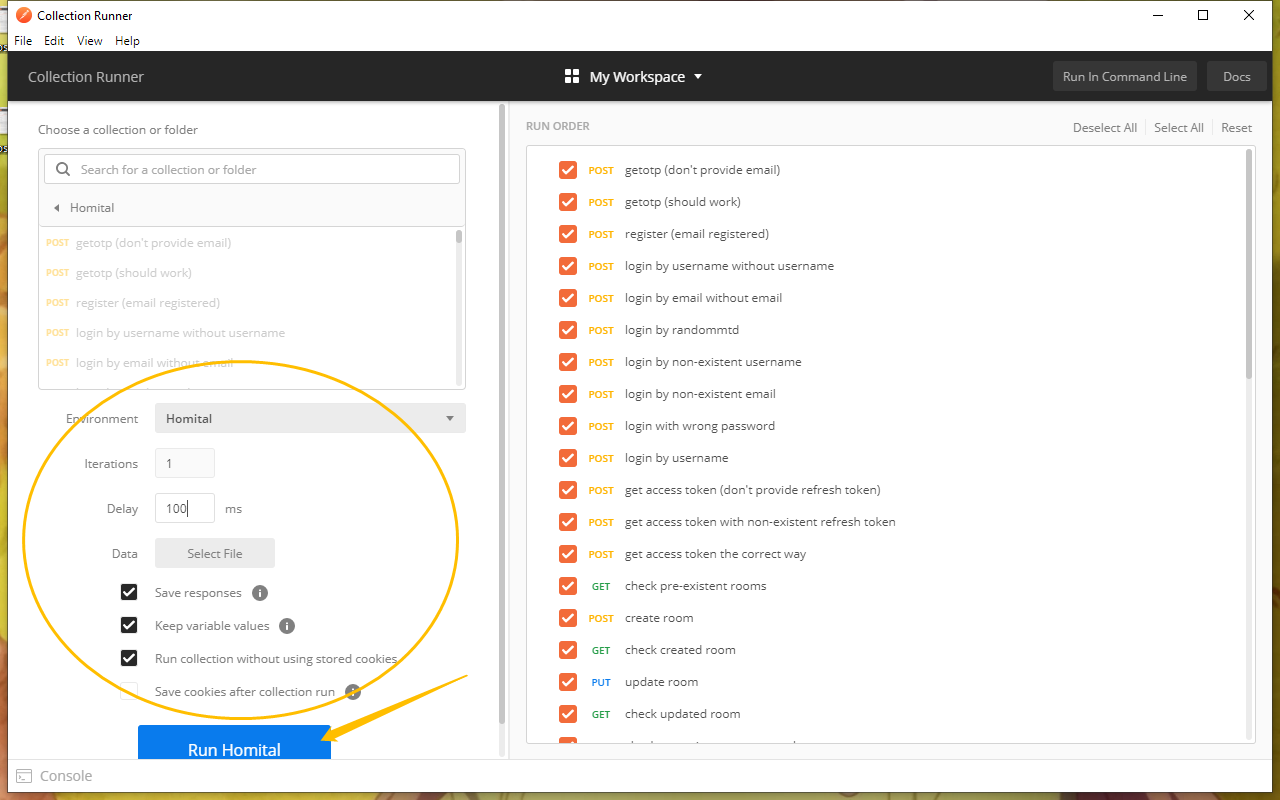 Collection Runner
File Edit View Help
Collection Runner
My Workspace
Run In Command Line
Docs
Choose a collection or folder
Search for a collection or folder
Homital
POST getotp (don't provide email)
POST getotp (should work)
POST register (email registered)
POST login by username without username
POST login by email without email
Environment Homital
Iterations 1
Delay 100 ms
Data Select File
Save responses
Keep variable values
Run collection without using stored cookies
Save cookies after collection run
Run Homital
RUN ORDER
Deselect All Select All Reset
POST getotp (don't provide email)
POST getotp (should work)
POST register (email registered)
POST login by username without username
POST login by email without email
POST login by randommtd
POST login by non-existent username
POST login by non-existent email
POST login with wrong password
POST login by username
POST get access token (don't provide refresh token)
POST get access token with non-existent refresh token
POST get access token the correct way
GET check pre-existent rooms
POST create room
GET check created room
PUT update room
GET check updated room
Console